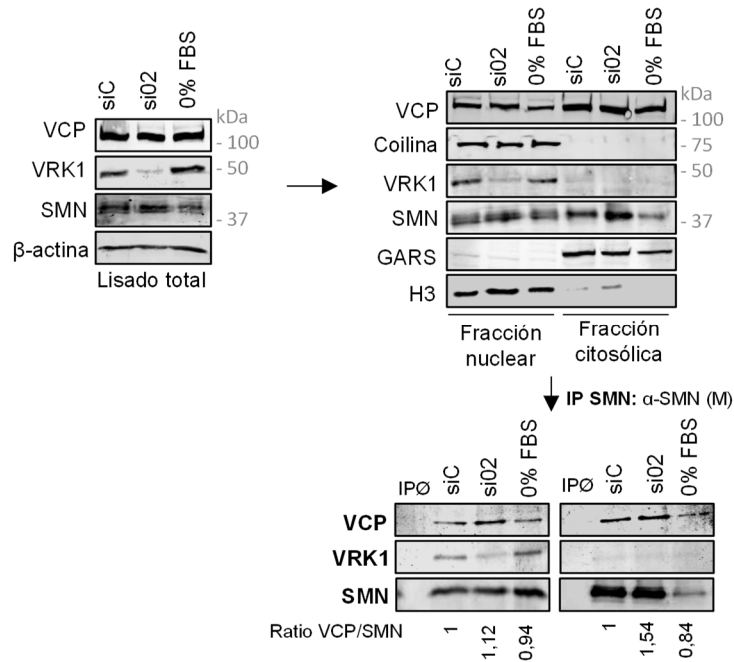 siC si02 0% FBS
kDa
VCP
- 100
VRK1
- 50
SMN
- 37
β-actina
Lisado total
siC si02 0% FBS siC si02 0% FBS
kDa
VCP
- 100
Coilina
- 75
VRK1
- 50
SMN
- 37
GARS
H3
Fracción nuclear
Fracción citosólica
IP SMN: α-SMN (M)
IPØ siC si02 0% FBS IPØ siC si02 0% FBS
VCP
VRK1
SMN
Ratio VCP/SMN 1 1,12 0,94 1 1,54 0,84